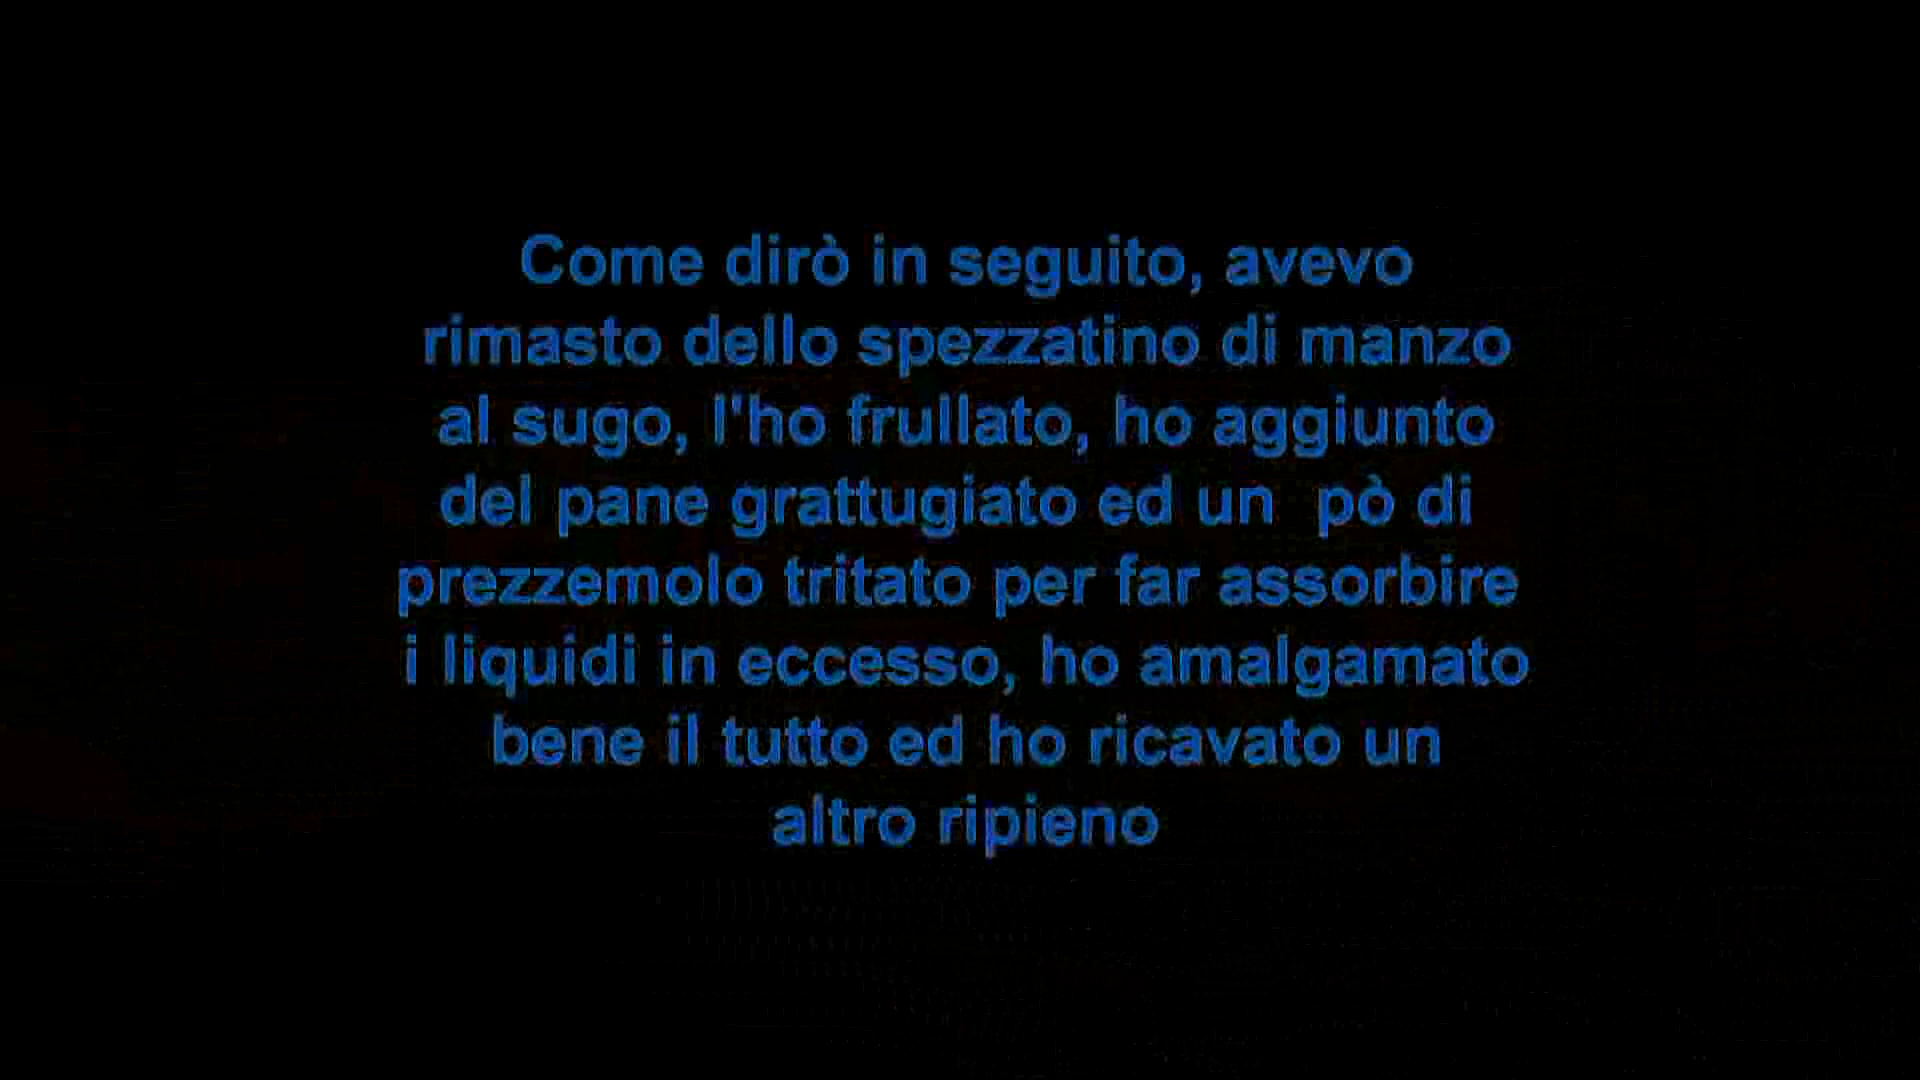 Come dirò in seguito, avevo
rimasto dello spezzatino di manzo
al sugo, l'ho frullato, ho aggiunto
del pane grattugiato ed un  pò di
prezzemolo tritato per far assorbire
i liquidi in eccesso, ho amalgamato
bene il tutto ed ho ricavato un
altro ripieno